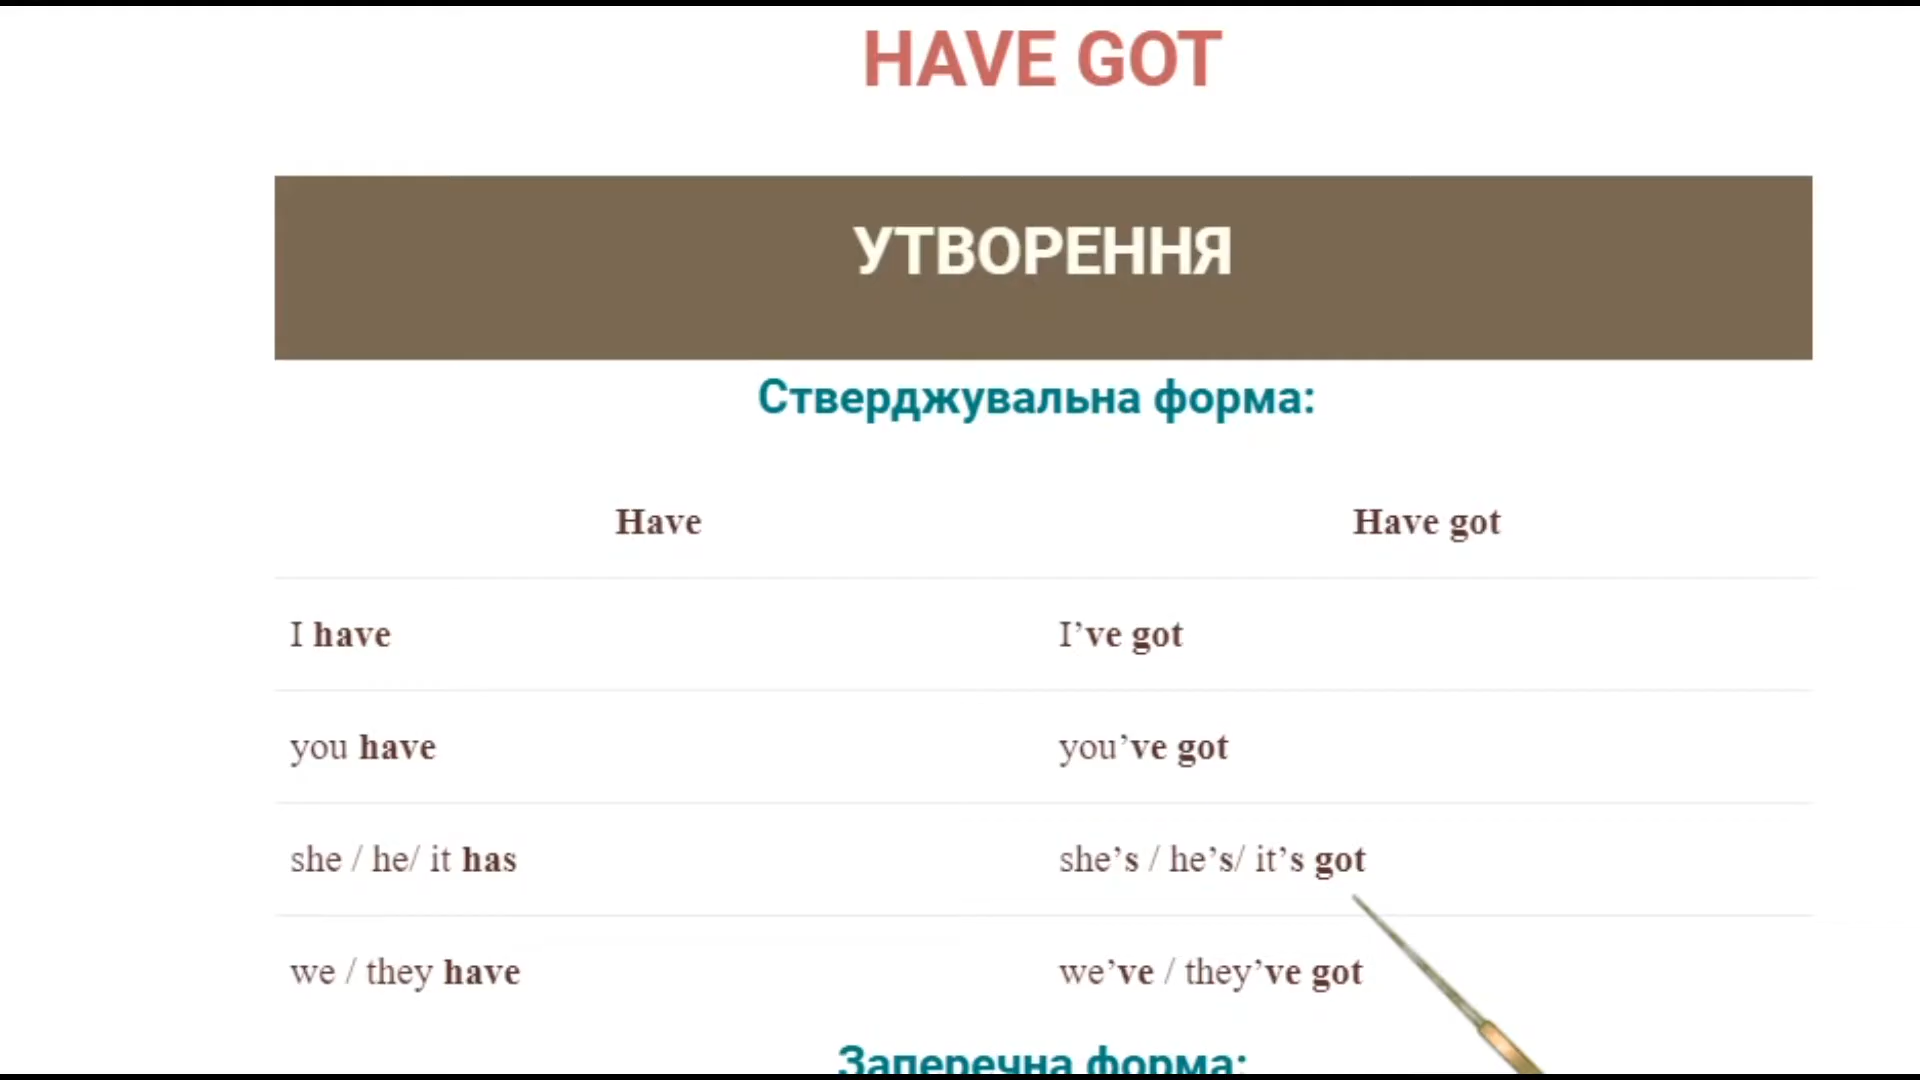 HAVE GOT
УТВОРЕННЯ
Стверджувальна форма:
Have Have got
I have I’ve got
you have you’ve got
she / he/ it has she’s / he’s/ it’s got
we / they have we’ve / they’ve got
Заперечна форма: